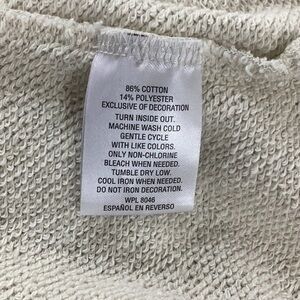 86% COTTON
14% POLYESTER
EXCLUSIVE OF DECORATION
TURN INSIDE OUT.
MACHINE WASH COLD
GENTLE CYCLE
WITH LIKE COLORS.
ONLY NON-CHLORINE
BLEACH WHEN NEEDED.
TUMBLE DRY LOW.
COOL IRON WHEN NEEDED.
DO NOT IRON DECORATION.
WPL 8046
ESPAÑOL EN REVERSO